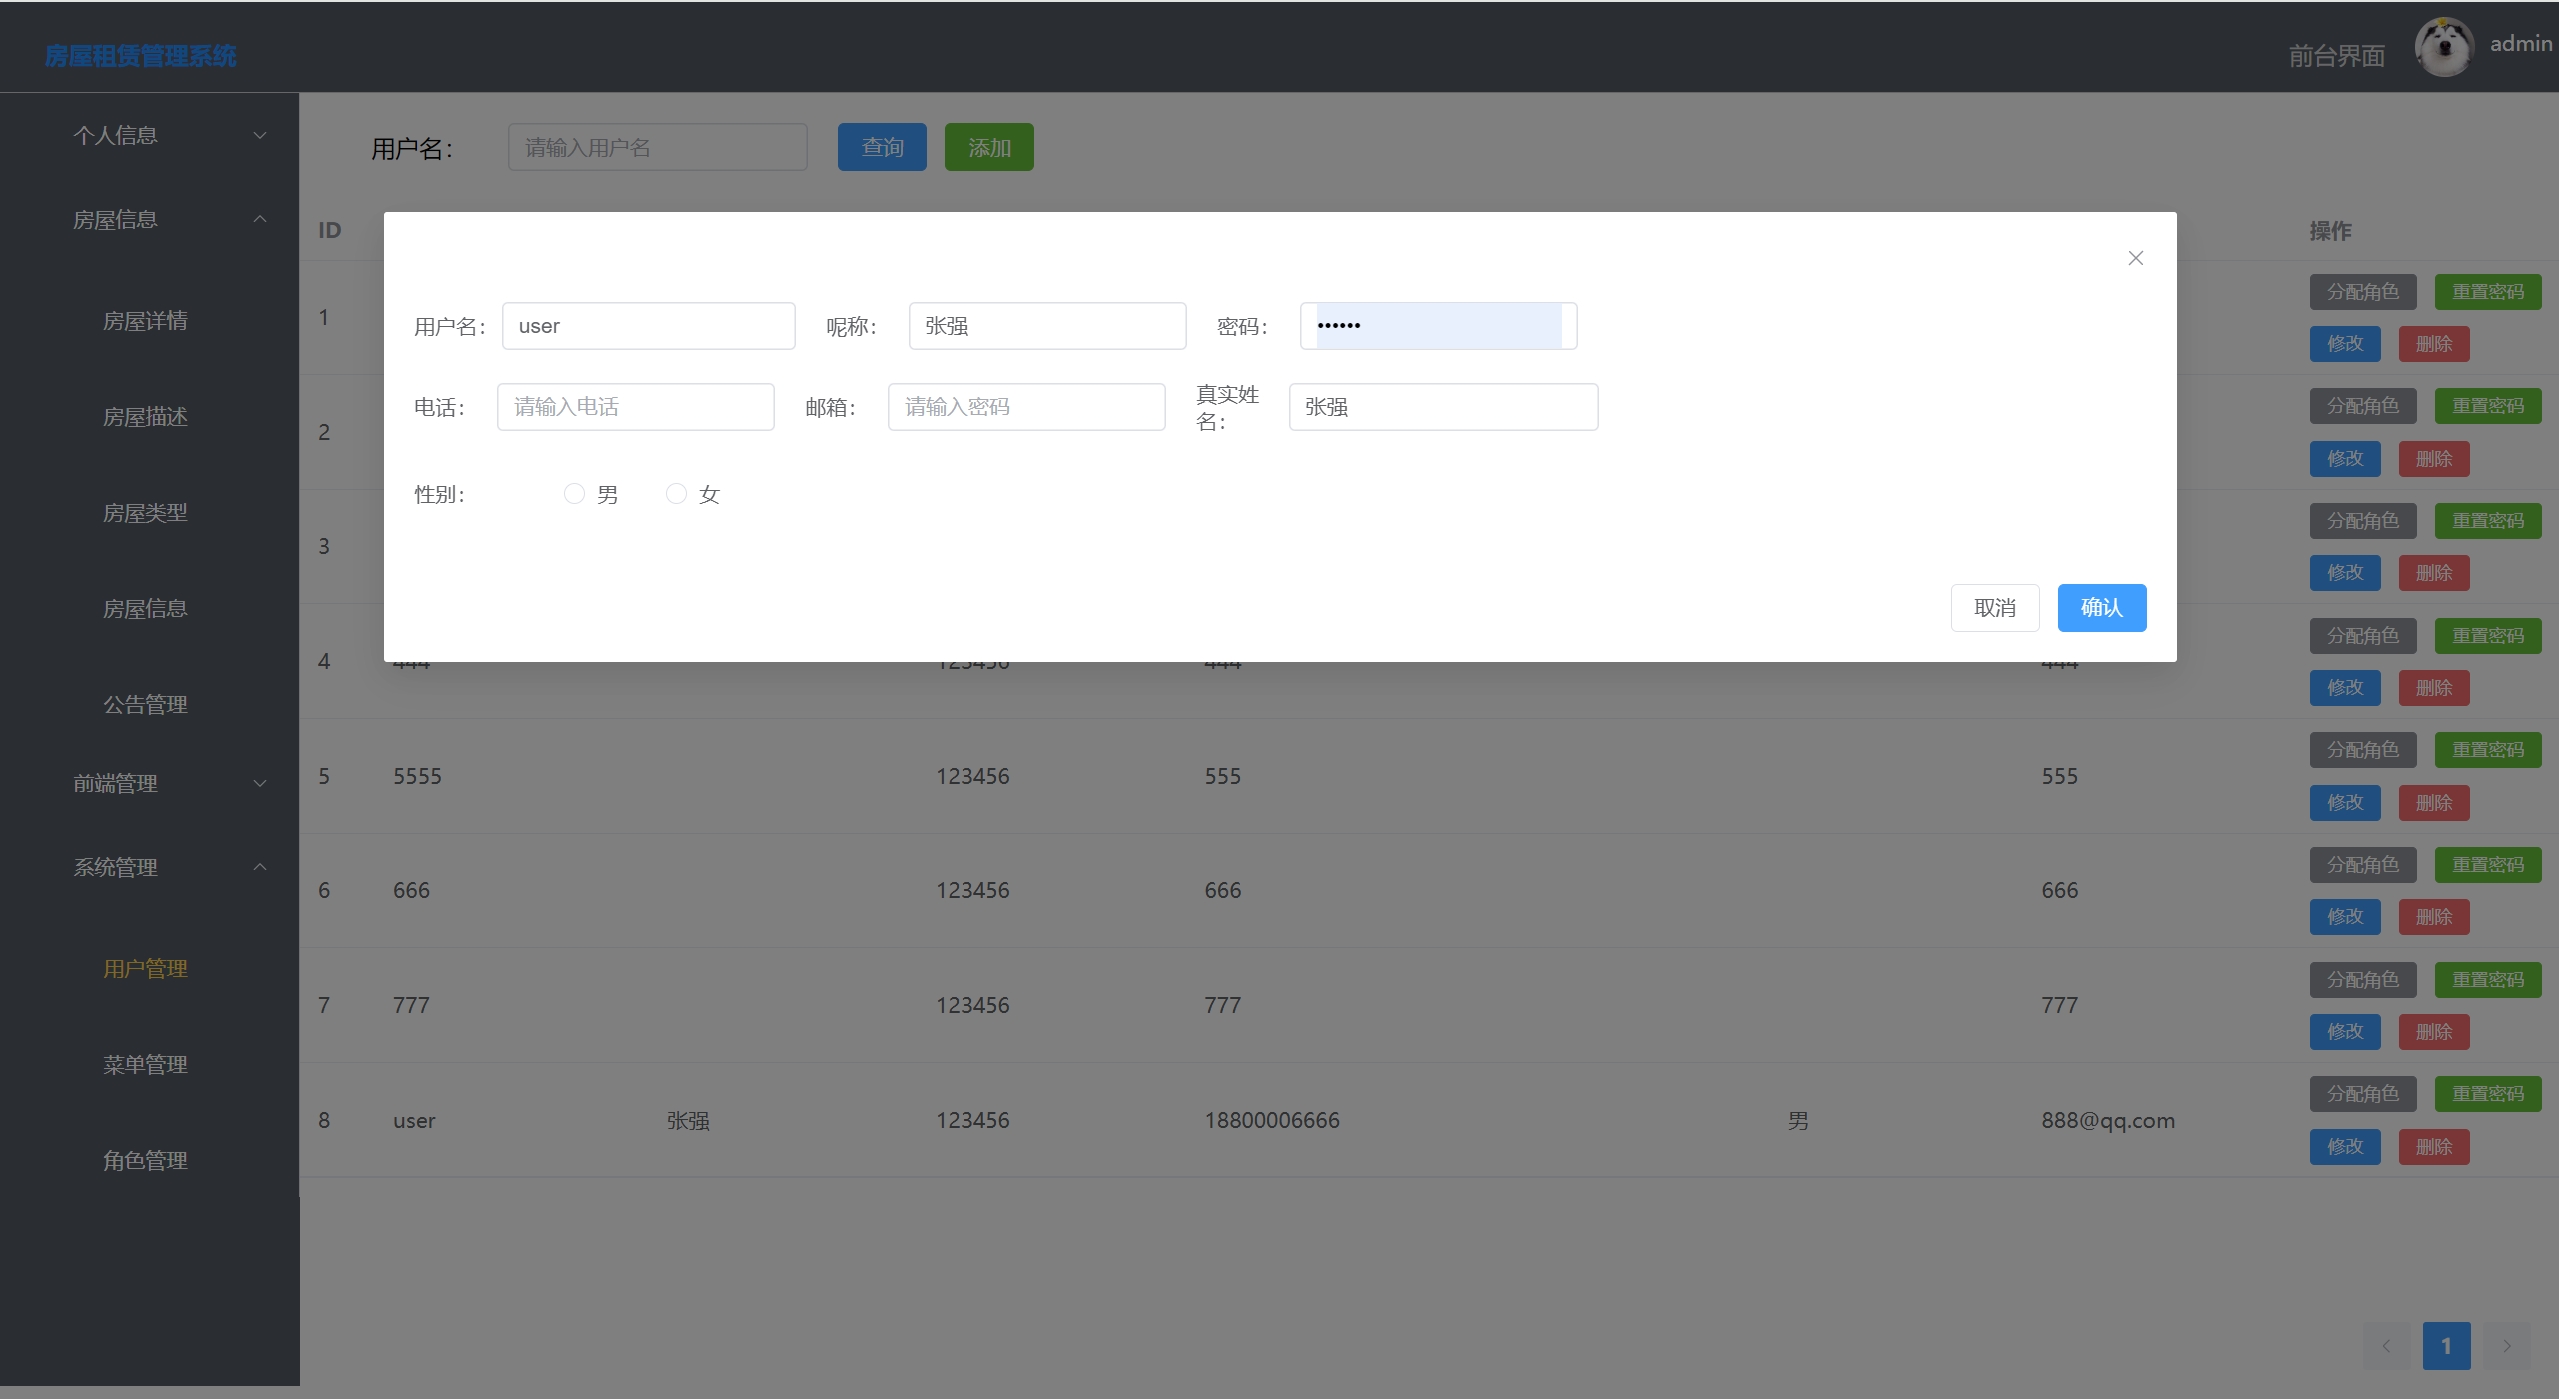 房屋租赁管理系统
前台界面 admin
个人信息
房屋信息
房屋详情
房屋描述
房屋类型
房屋信息
公告管理
前端管理
系统管理
用户管理
菜单管理
角色管理
用户名： 请输入用户名 查询 添加
ID 操作
1 分配角色 重置密码
修改 删除
2 分配角色 重置密码
修改 删除
3 分配角色 重置密码
修改 删除
用户名： user 昵称： 张强 密码： ••••••
电话： 请输入电话 邮箱： 请输入密码 真实姓
名： 张强
性别： 男 女
取消 确认
4 444 123456 444 444 分配角色 重置密码
修改 删除
5 5555 123456 555 555 分配角色 重置密码
修改 删除
6 666 123456 666 666 分配角色 重置密码
修改 删除
7 777 123456 777 777 分配角色 重置密码
修改 删除
8 user 张强 123456 18800006666 男 888@qq.com 分配角色 重置密码
修改 删除
1